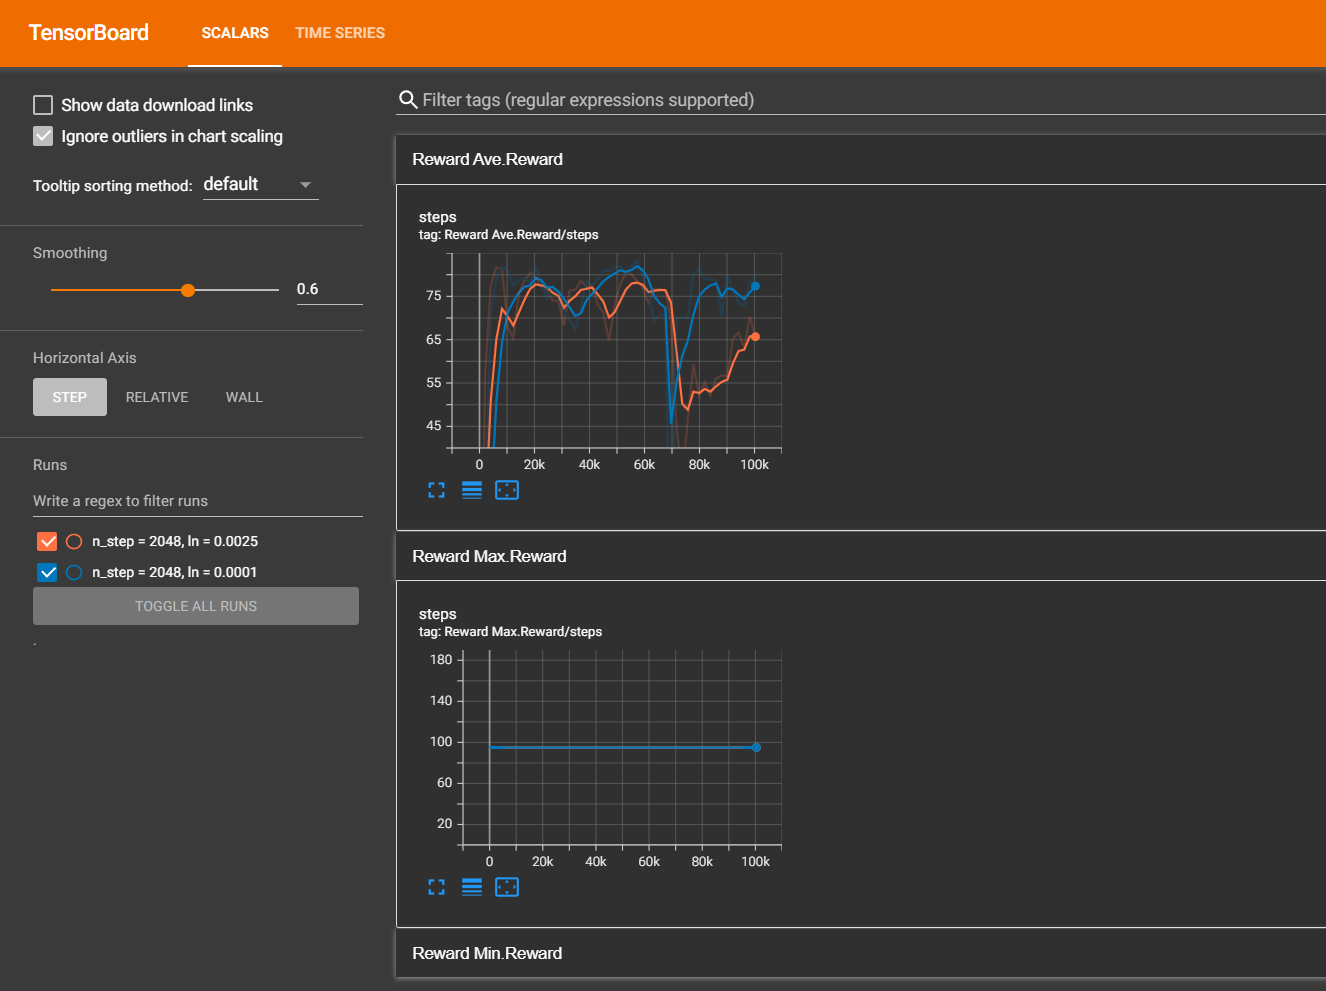 TensorBoard SCALARS TIME SERIES
Show data download links
Ignore outliers in chart scaling
Tooltip sorting method: default
Smoothing
0.6
Horizontal Axis
STEP RELATIVE WALL
Runs
Write a regex to filter runs
n_step = 2048, ln = 0.0025
n_step = 2048, ln = 0.0001
TOGGLE ALL RUNS
.
Filter tags (regular expressions supported)
Reward Ave.Reward
steps
tag: Reward Ave.Reward/steps
75
65
55
45
0 20k 40k 60k 80k 100k
Reward Max.Reward
steps
tag: Reward Max.Reward/steps
180
140
100
60
20
0 20k 40k 60k 80k 100k
Reward Min.Reward